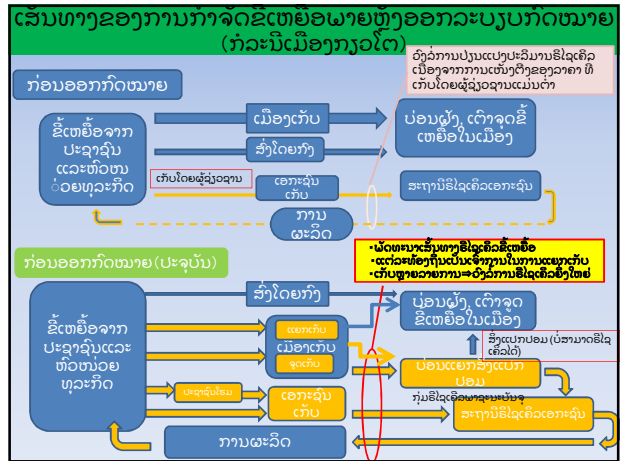 ເສັ້ນທາງຂອງການກຳຈັດຂີ້ເຫຍື້ອພາຍຫຼັງອອກລະບຽບກົດໝາຍ
(ກໍລະນີເມືອງກຽວໂຕ)
ວົງລໍ່ການປ່ຽນແປງປະລິມານຣີໄຊເຄິລ
ເນື່ອງຈາກການເໜັງຕີງຂອງລາຄາ ທີ່
ເກັບໂດຍຜູ້ຊ່ຽວຊານແມ່ນຕ່ຳ
ກ່ອນອອກກົດໝາຍ
ຂີ້ເຫຍື້ອຈາກ
ປະຊາຊົນ
ແລະຫົວໜ
່ວຍທຸລະກິດ
ເມືອງເກັບ
ສົ່ງໂດຍກົງ
ບ່ອນຝັງ, ເຕົາຈູດຂີ້
ເຫຍື້ອໃນເມືອງ
ເກັບໂດຍຜູ້ຊ່ຽວຊານ
ເອກະຊົນ
ເກັບ
ສະຖານີຣີໄຊເຄິລເອກະຊົນ
ການ
ຜະລິດ
•ພັດທະນາເສັ້ນທາງຣີໄຊເຄິລຂີ້ເຫຍື້ອ
•ແຕ່ລະທ້ອງຖິ່ນເປັນເຈົ້າການໃນການແຍກເກັບ
•ເກັບຫຼາຍລາຍການ⇒ວົງລໍ່ການຣີໄຊເຄິລຍິ່ງໃຫຍ່
ກ່ອນອອກກົດໝາຍ(ປະຈຸບັນ)
ສົ່ງໂດຍກົງ
ບ່ອນຝັງ, ເຕົາຈູດ
ຂີ້ເຫຍື້ອໃນເມືອງ
ຂີ້ເຫຍື້ອຈາກ
ປະຊາຊົນແລະ
ຫົວໜ່ວຍ
ທຸລະກິດ
ແຍກເກັບ
ເມືອງເກັບ
ຈຸດເກັບ
ສິ່ງແປກປອມ (ບໍ່ສາມາດຣີໄຊ
ເຄິລໄດ້)
ບ່ອນແຍກສິ່ງແປກ
ປອມ
ປະຊາຊົນໂຮມ
ເອກະຊົນ
ເກັບ
ກຸ່ມຣີໄຊເຄິລພາຊະນະບັນຈຸ
ສະຖານີຣີໄຊເຄິລເອກະຊົນ
ການຜະລິດ